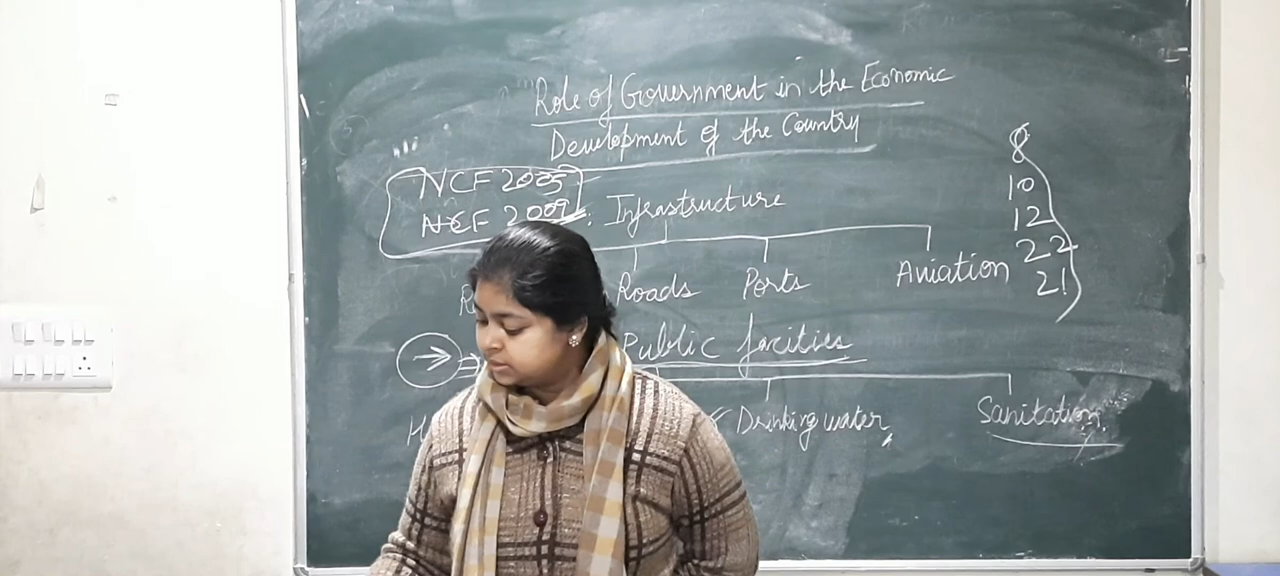 Role of Government in the Economic
Development of the Country
NCF 2005
NCF 2009
: Infrastructure
Roads Ports Aviation
Public facities
Drinking water Sanitation
8
10
12
22
21